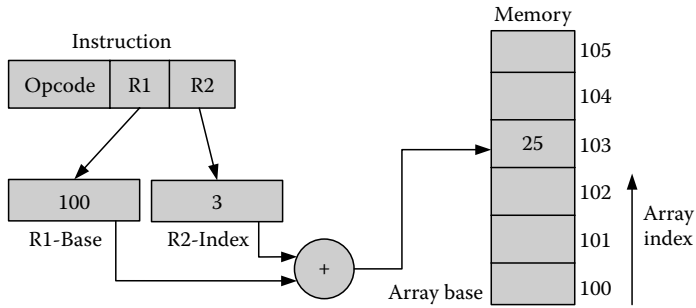 Instruction
Opcode R1 R2
100
R1-Base
3
R2-Index
+
Memory
105
104
25 103
102
101
Array base 100
Array
index